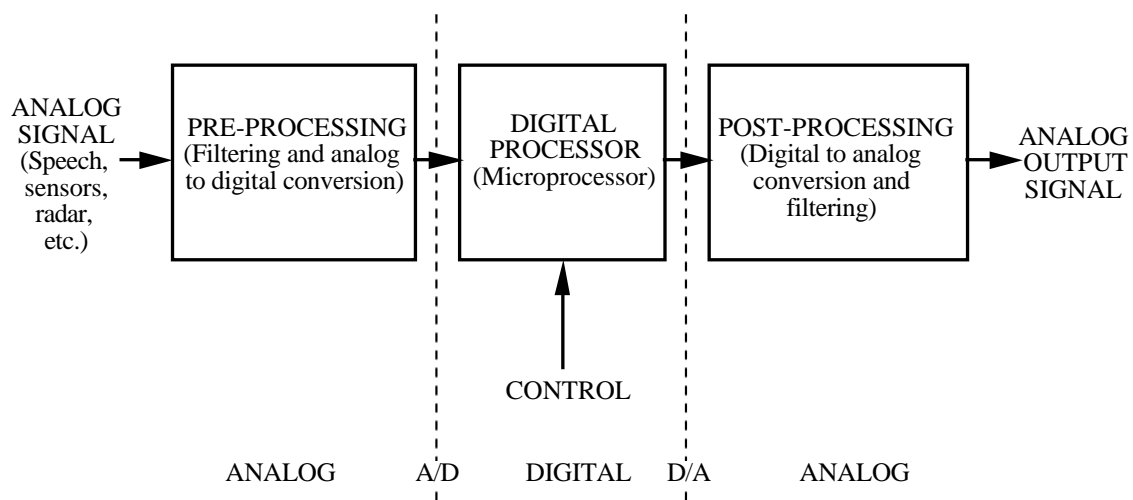 ANALOG
SIGNAL
(Speech,
sensors,
radar,
etc.)
PRE-PROCESSING
(Filtering and analog
to digital conversion)
DIGITAL
PROCESSOR
(Microprocessor)
POST-PROCESSING
(Digital to analog
conversion and
filtering)
ANALOG
OUTPUT
SIGNAL
CONTROL
ANALOG A/D DIGITAL D/A ANALOG